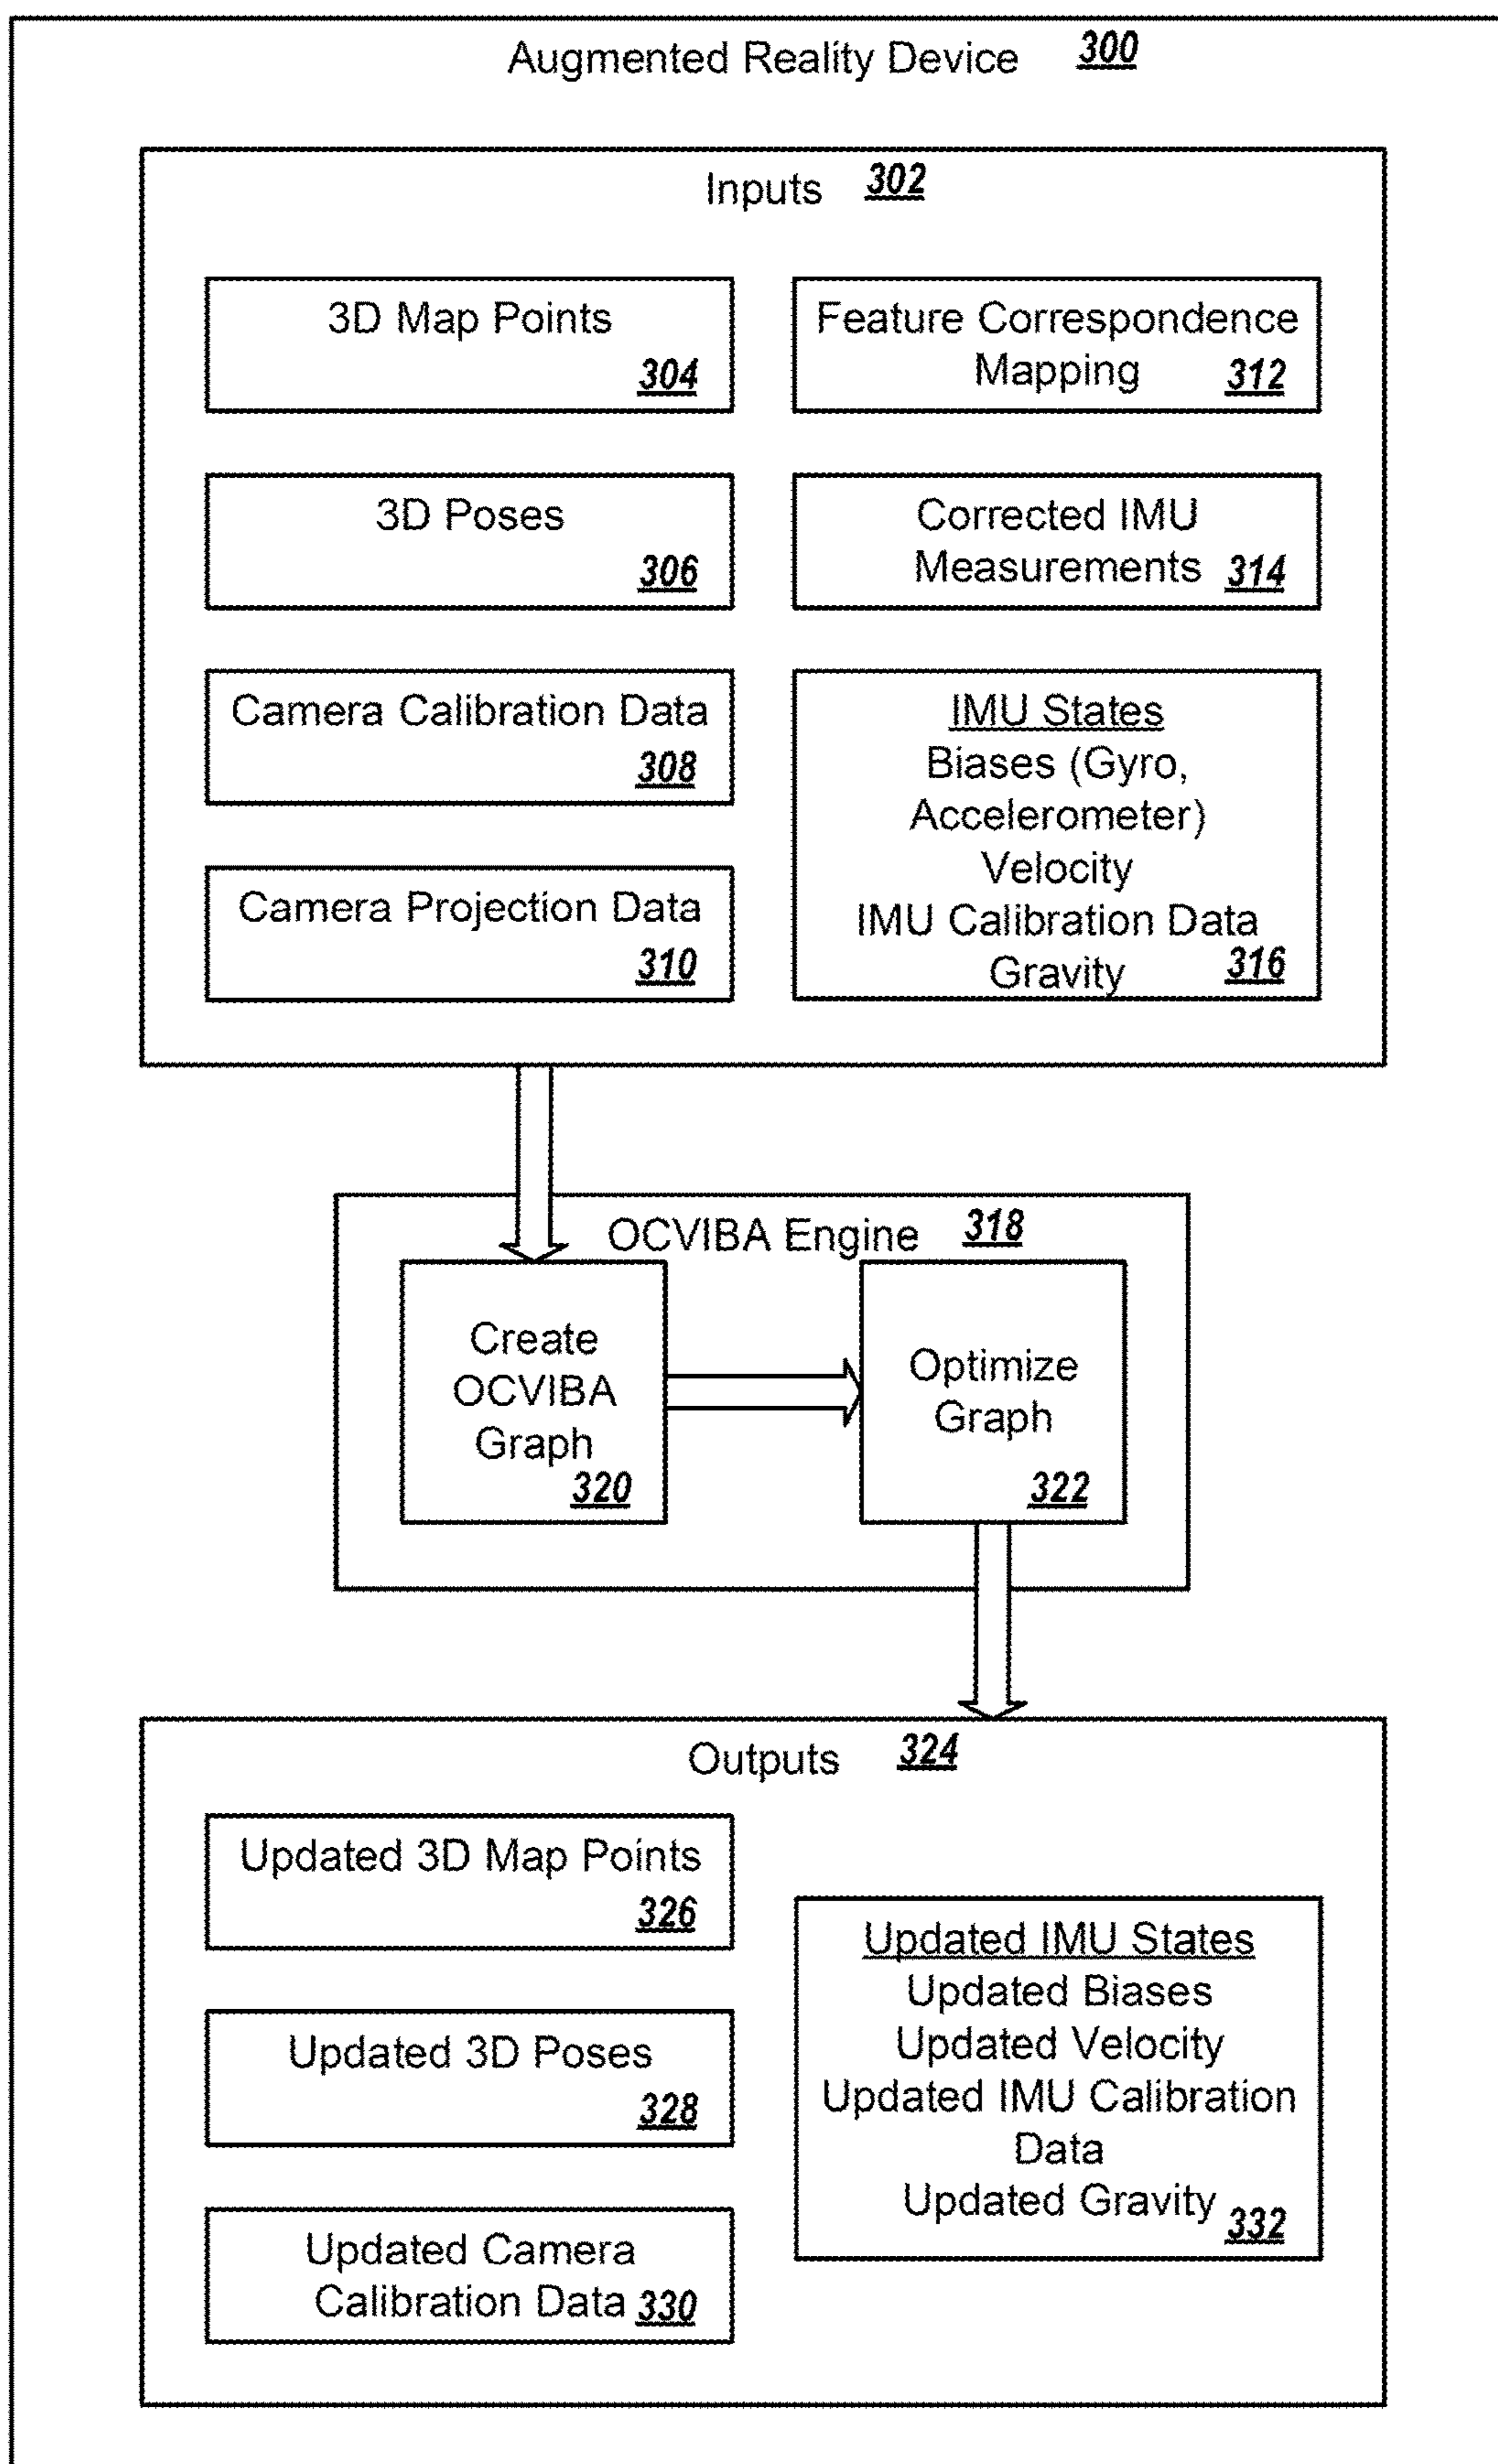 Augmented Reality Device 300
Inputs 302
3D Map Points
304
3D Poses
306
Camera Calibration Data
308
Camera Projection Data
310
Feature Correspondence
Mapping 312
Corrected IMU
Measurements 314
IMU States
Biases (Gyro,
Accelerometer)
Velocity
IMU Calibration Data
Gravity 316
OCVIBA Engine 318
Create
OCVIBA
Graph
320
Optimize
Graph
322
Outputs 324
Updated 3D Map Points
326
Updated 3D Poses
328
Updated Camera
Calibration Data 330
Updated IMU States
Updated Biases
Updated Velocity
Updated IMU Calibration
Data
Updated Gravity 332